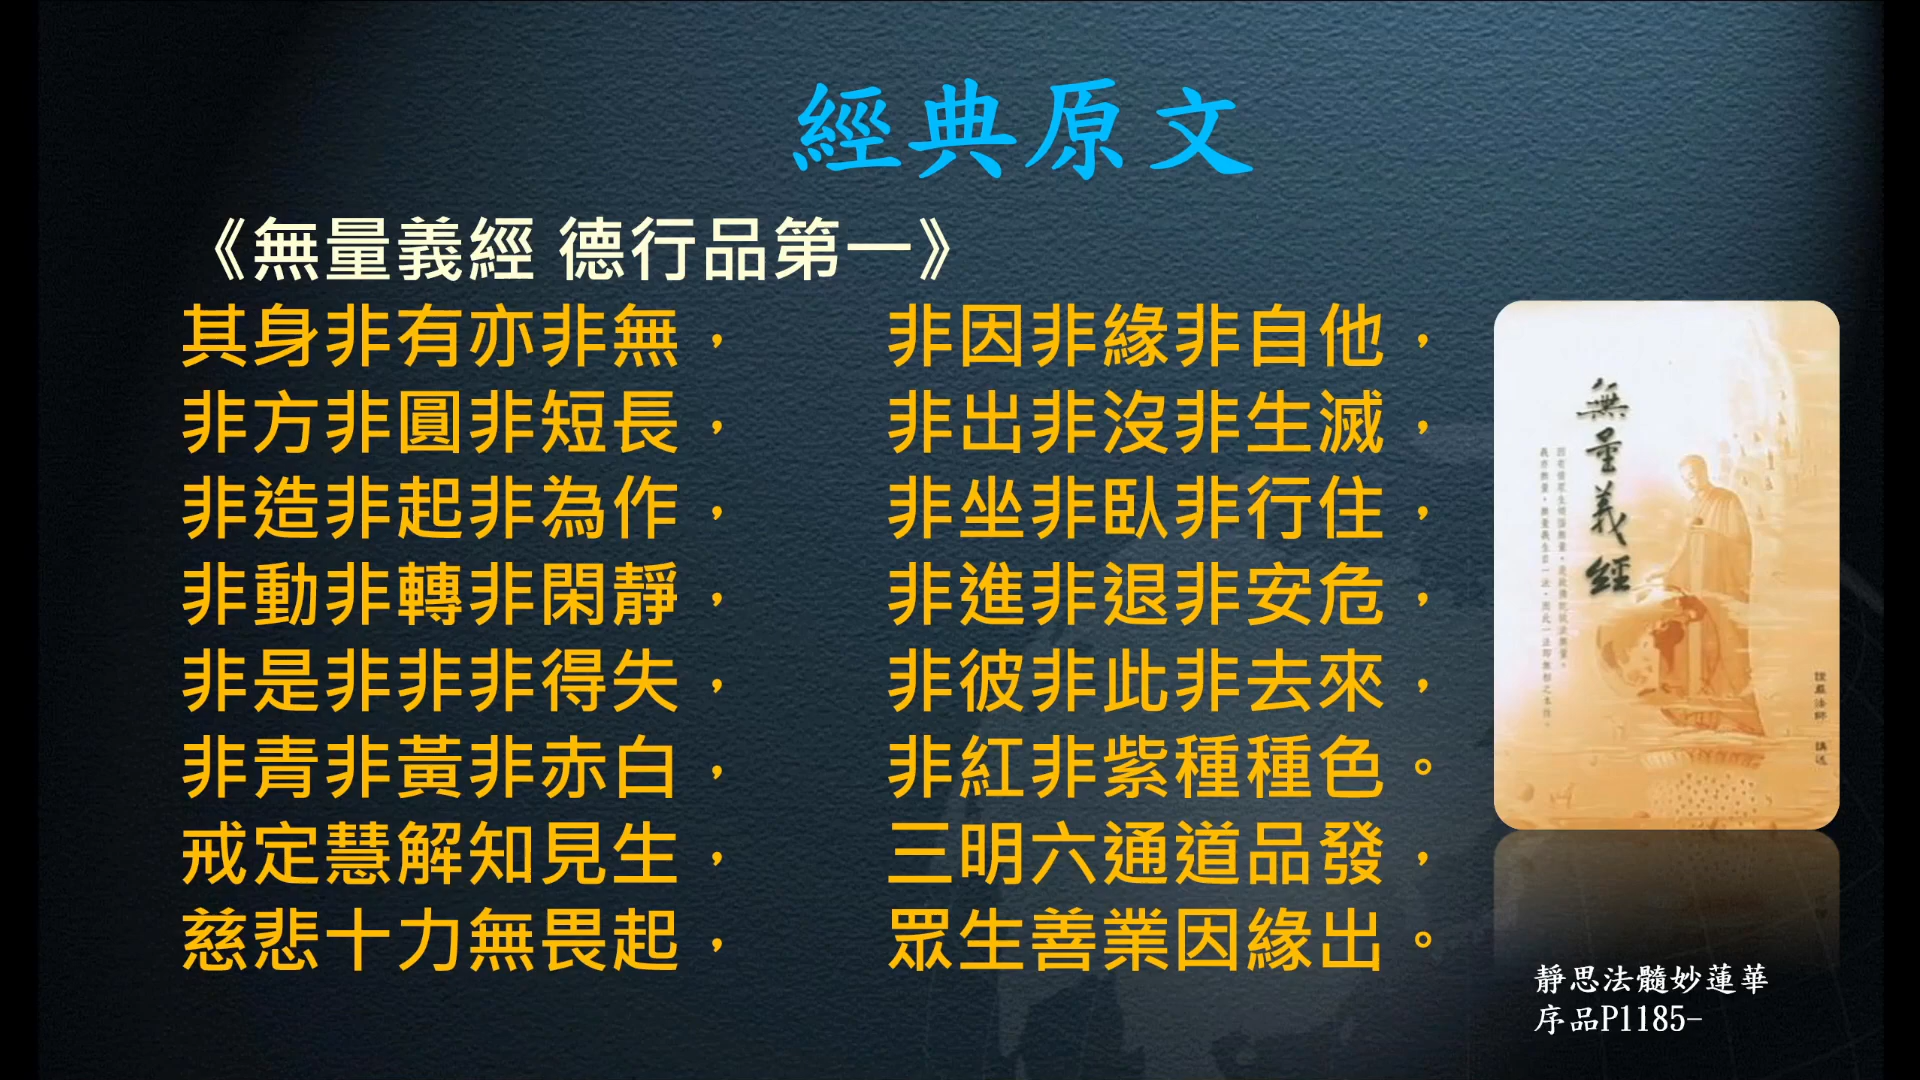 經典原文
《無量義經 德行品第一》
其身非有亦非無， 非因非緣非自他，
非方非圓非短長， 非出非沒非生滅，
非造非起非為作， 非坐非臥非行住，
非動非轉非閑靜， 非進非退非安危，
非是非非非得失， 非彼非此非去來，
非青非黃非赤白， 非紅非紫種種色。
戒定慧解知見生， 三明六通道品發，
慈悲十力無畏起， 眾生善業因緣出。
無量義經
證嚴法師 講述
靜思法髓妙蓮華
序品P1185-